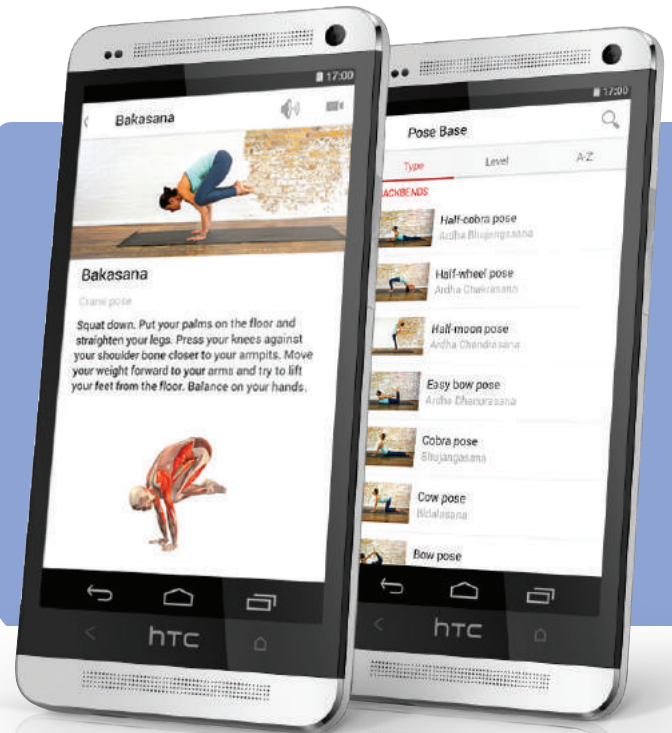 17:00
Bakasana
Bakasana
Crane pose
Squat down. Put your palms on the floor and
straighten your legs. Press your knees against
your shoulder bone closer to your armpits. Move
your weight forward to your arms and try to lift
your feet from the floor. Balance on your hands.
hTC
17:00
Pose Base
Type Level A-Z
ACKBENDS
Half-cobra pose
Ardha Bhujangasana
Half-wheel pose
Ardha Chakrasana
Half-moon pose
Ardha Chandrasana
Easy bow pose
Ardha Dhanurasana
Cobra pose
Bhujangasana
Cow pose
Bidalasana
Bow pose
hTC